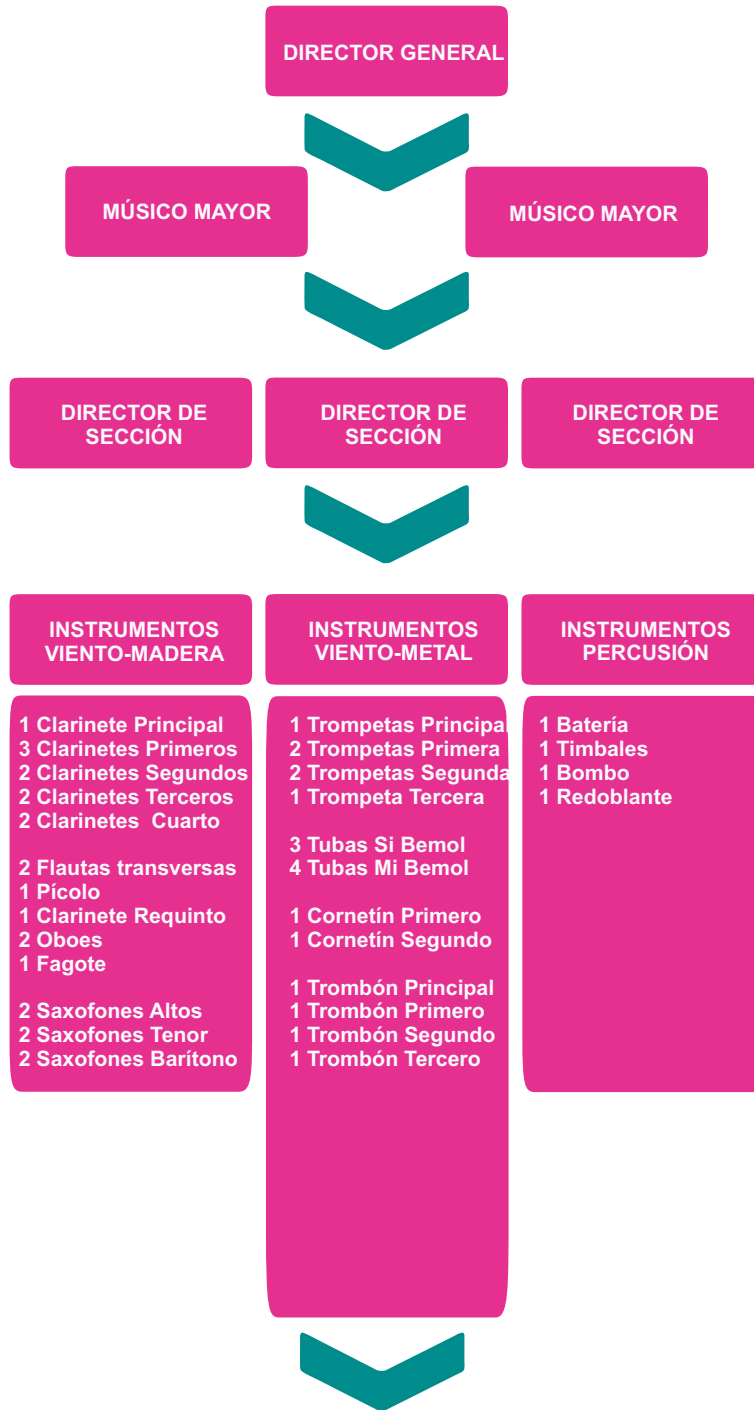 DIRECTOR GENERAL
MÚSICO MAYOR
MÚSICO MAYOR
DIRECTOR DE
SECCIÓN
DIRECTOR DE
SECCIÓN
DIRECTOR DE
SECCIÓN
INSTRUMENTOS
VIENTO-MADERA
1 Clarinete Principal
3 Clarinetes Primeros
2 Clarinetes Segundos
2 Clarinetes Terceros
2 Clarinetes Cuarto
2 Flautas transversas
1 Pícolo
1 Clarinete Requinto
2 Oboes
1 Fagote
2 Saxofones Altos
2 Saxofones Tenor
2 Saxofones Barítono
INSTRUMENTOS
VIENTO-METAL
1 Trompetas Principal
2 Trompetas Primera
2 Trompetas Segunda
1 Trompeta Tercera
3 Tubas Si Bemol
4 Tubas Mi Bemol
1 Cornetín Primero
1 Cornetín Segundo
1 Trombón Principal
1 Trombón Primero
1 Trombón Segundo
1 Trombón Tercero
INSTRUMENTOS
PERCUSIÓN
1 Batería
1 Timbales
1 Bombo
1 Redoblante